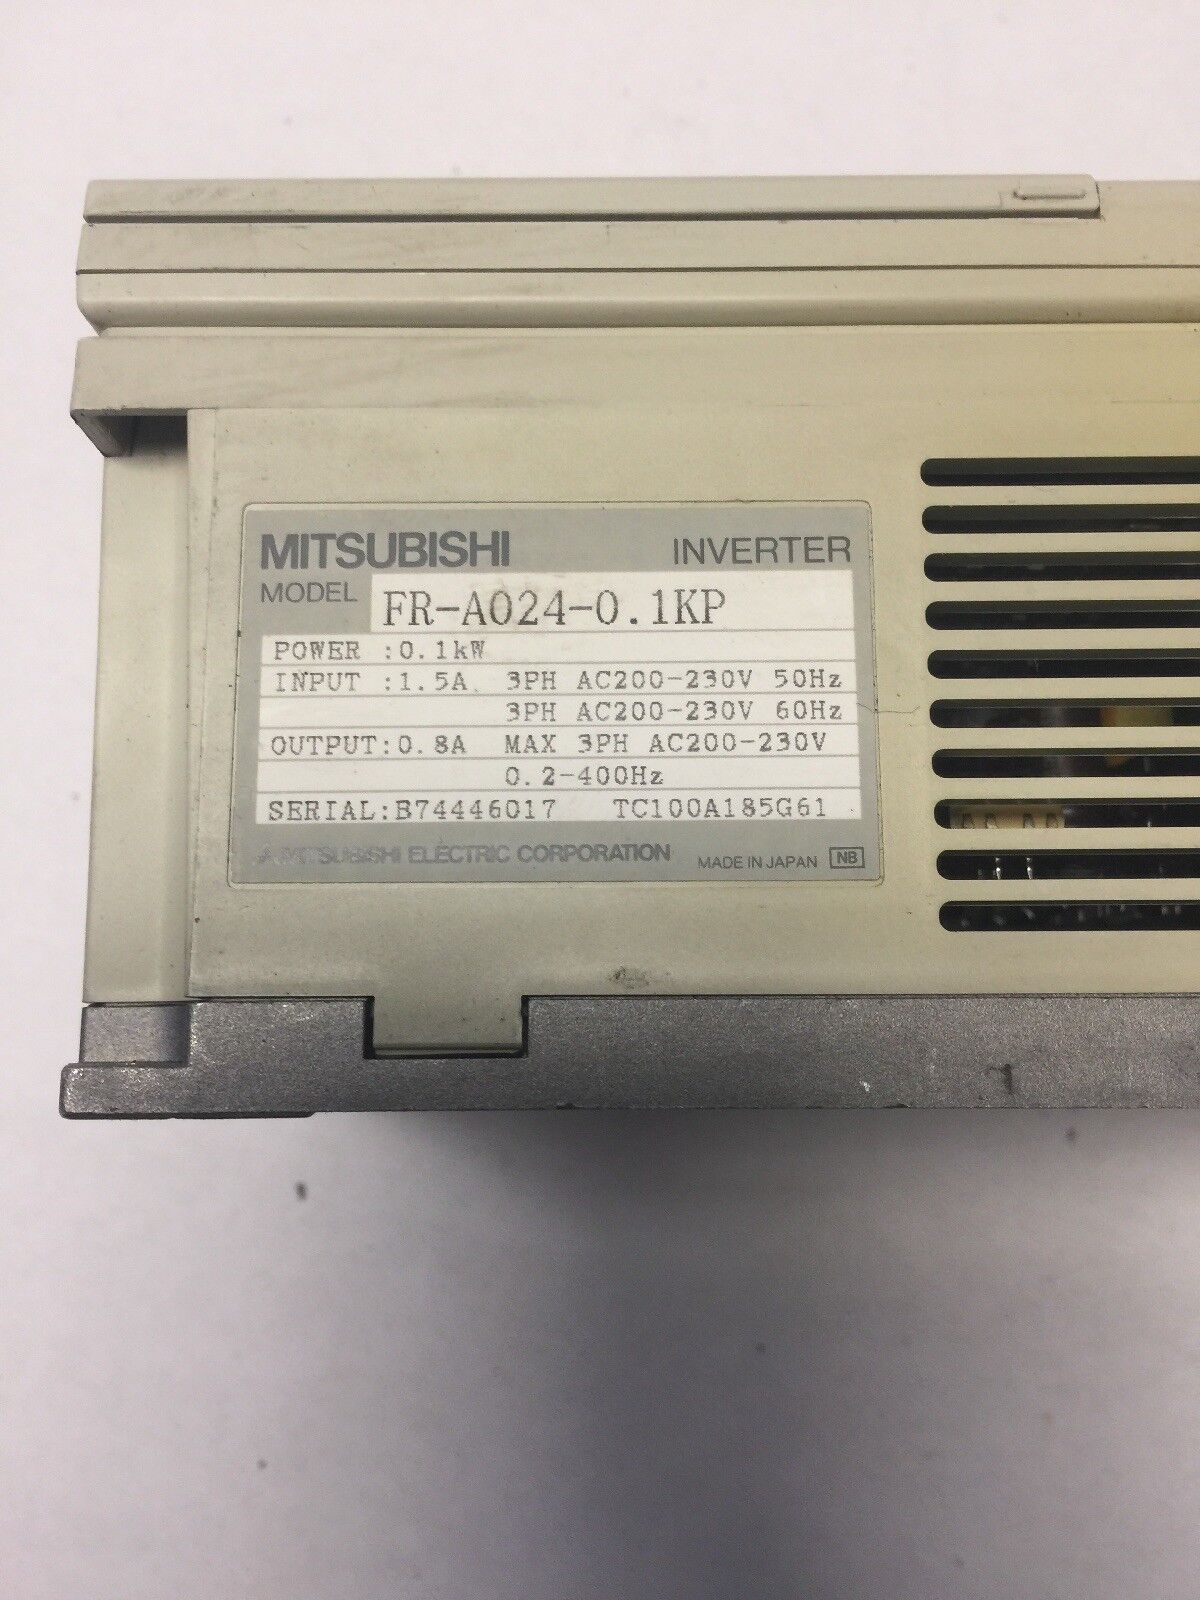 MITSUBISHI INVERTER
MODEL FR-A024-0.1KP
POWER :0.1kW
INPUT :1.5A 3PH AC200-230V 50Hz
3PH AC200-230V 60Hz
OUTPUT:0.8A MAX 3PH AC200-230V
0.2-400Hz
SERIAL:B74446017 TC100A185G61
MITSUBISHI ELECTRIC CORPORATION MADE IN JAPAN NB